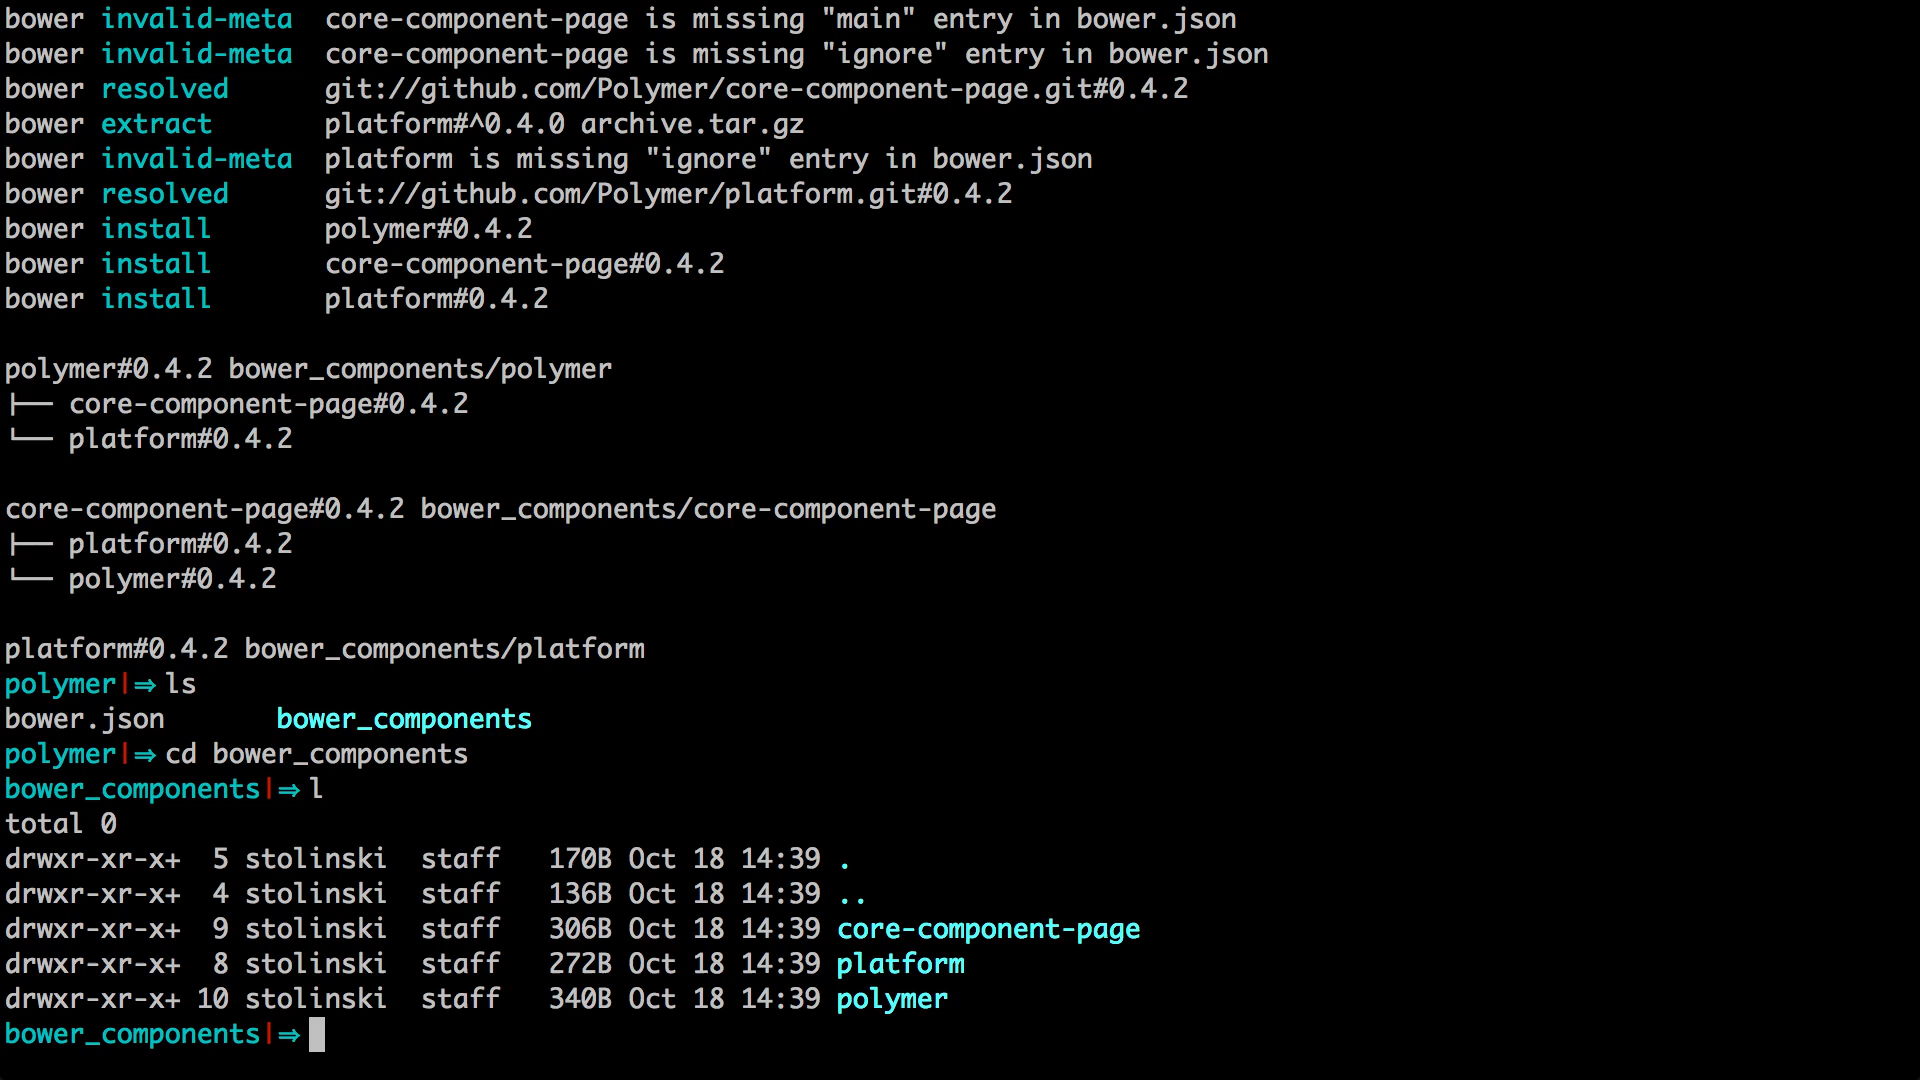 bower invalid-meta  core-component-page is missing "main" entry in bower.json
bower invalid-meta  core-component-page is missing "ignore" entry in bower.json
bower resolved      git://github.com/Polymer/core-component-page.git#0.4.2
bower extract       platform#^0.4.0 archive.tar.gz
bower invalid-meta  platform is missing "ignore" entry in bower.json
bower resolved      git://github.com/Polymer/platform.git#0.4.2
bower install       polymer#0.4.2
bower install       core-component-page#0.4.2
bower install       platform#0.4.2

polymer#0.4.2 bower_components/polymer
├── core-component-page#0.4.2
└── platform#0.4.2

core-component-page#0.4.2 bower_components/core-component-page
├── platform#0.4.2
└── polymer#0.4.2

platform#0.4.2 bower_components/platform
polymer|⇒ ls
bower.json       bower_components
polymer|⇒ cd bower_components
bower_components|⇒ l
total 0
drwxr-xr-x+  5 stolinski  staff   170B Oct 18 14:39 .
drwxr-xr-x+  4 stolinski  staff   136B Oct 18 14:39 ..
drwxr-xr-x+  9 stolinski  staff   306B Oct 18 14:39 core-component-page
drwxr-xr-x+  8 stolinski  staff   272B Oct 18 14:39 platform
drwxr-xr-x+ 10 stolinski  staff   340B Oct 18 14:39 polymer
bower_components|⇒